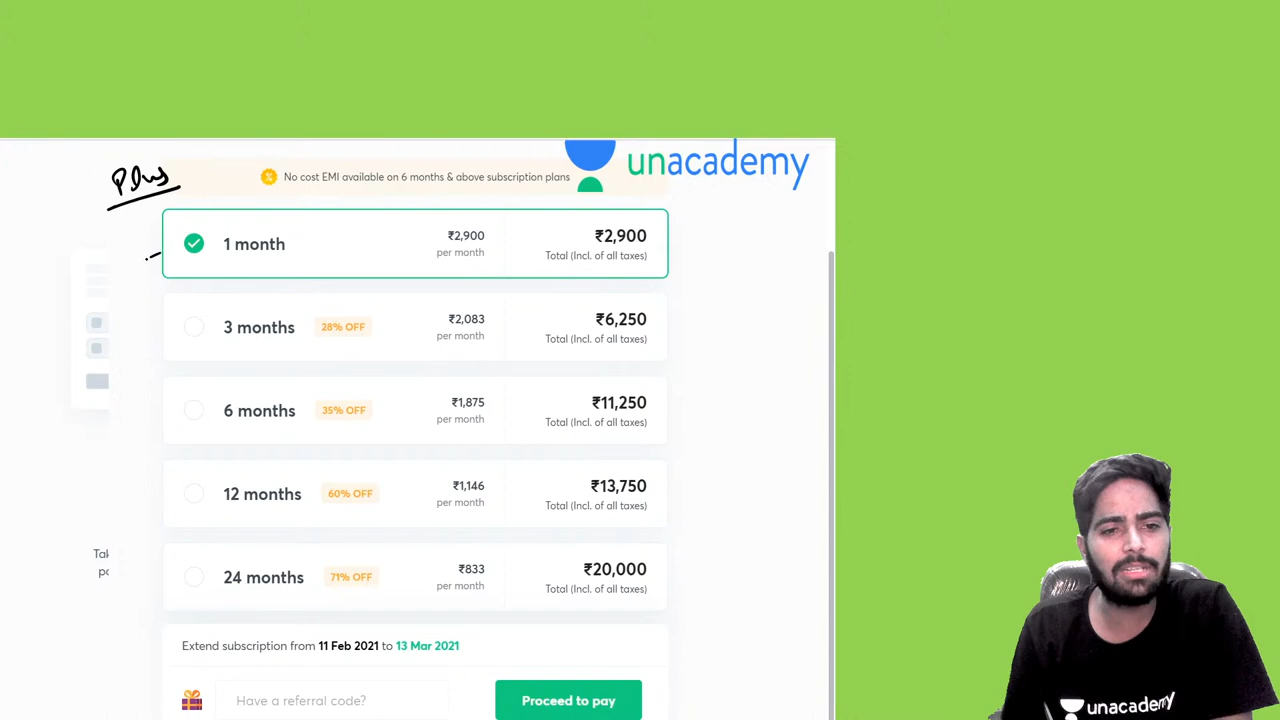 unacademy
Plus
No cost EMI available on 6 months & above subscription plans
1 month ₹2,900 ₹2,900
per month Total (Incl. of all taxes)
3 months 28% OFF ₹2,083 ₹6,250
per month Total (Incl. of all taxes)
6 months 35% OFF ₹1,875 ₹11,250
per month Total (Incl. of all taxes)
12 months 60% OFF ₹1,146 ₹13,750
per month Total (Incl. of all taxes)
24 months 71% OFF ₹833 ₹20,000
per month Total (Incl. of all taxes)
Extend subscription from 11 Feb 2021 to 13 Mar 2021
Have a referral code? Proceed to pay
unacademy